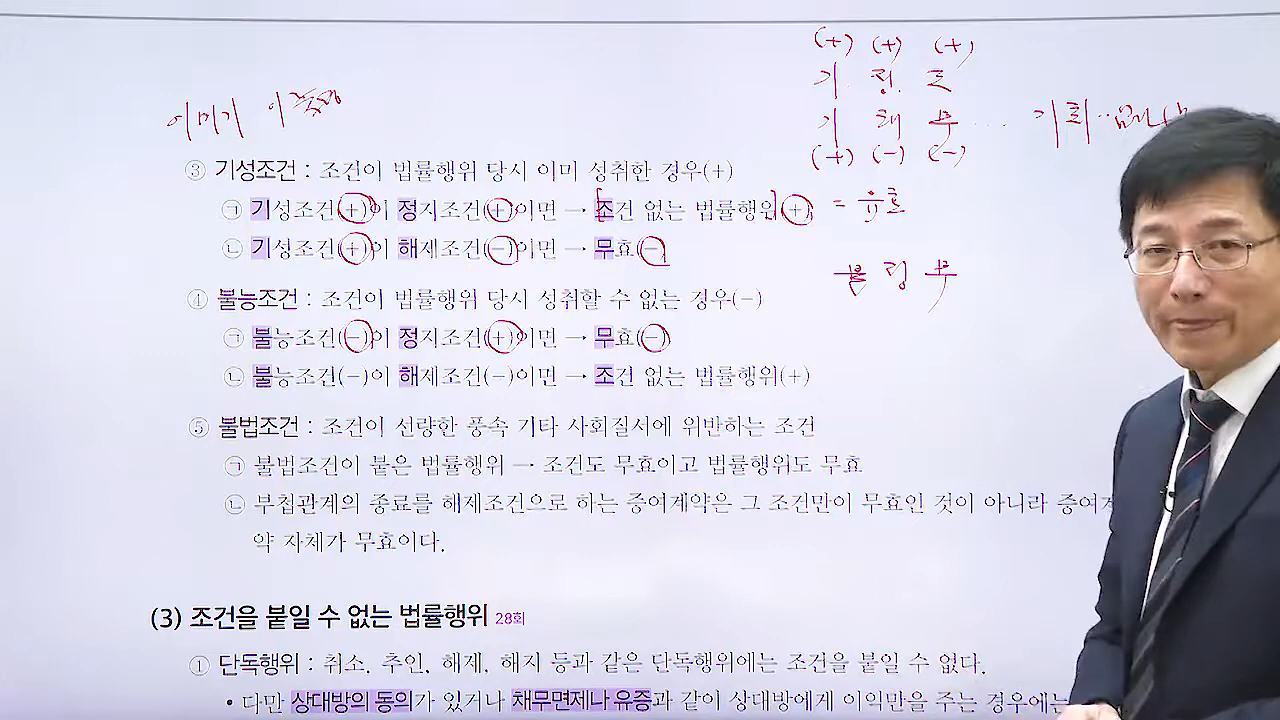 (+) (+) (+)
기 정 조
기 해 무 ... 기회
(+) (-) (-)
이미 이
③ 기성조건 : 조건이 법률행위 당시 이미 성취한 경우(+)
㉠ 기성조건(+)이 정지조건(+)이면 → 조건 없는 법률행위(+) = 유효
㉡ 기성조건(+)이 해제조건(-)이면 → 무효(-)
불 정 무
④ 불능조건 : 조건이 법률행위 당시 성취할 수 없는 경우(-)
㉠ 불능조건(-)이 정지조건(+)이면 → 무효(-)
㉡ 불능조건(-)이 해제조건(-)이면 → 조건 없는 법률행위(+)
⑤ 불법조건 : 조건이 선량한 풍속 기타 사회질서에 위반하는 조건
㉠ 불법조건이 붙은 법률행위 → 조건도 무효이고 법률행위도 무효
㉡ 부첩관계의 종료를 해제조건으로 하는 증여계약은 그 조건만이 무효인 것이 아니라 증여계
약 자체가 무효이다.
(3) 조건을 붙일 수 없는 법률행위 28회
① 단독행위 : 취소, 추인, 해제, 해지 등과 같은 단독행위에는 조건을 붙일 수 없다.
• 다만 상대방의 동의가 있거나 채무면제나 유증과 같이 상대방에게 이익만을 주는 경우에는